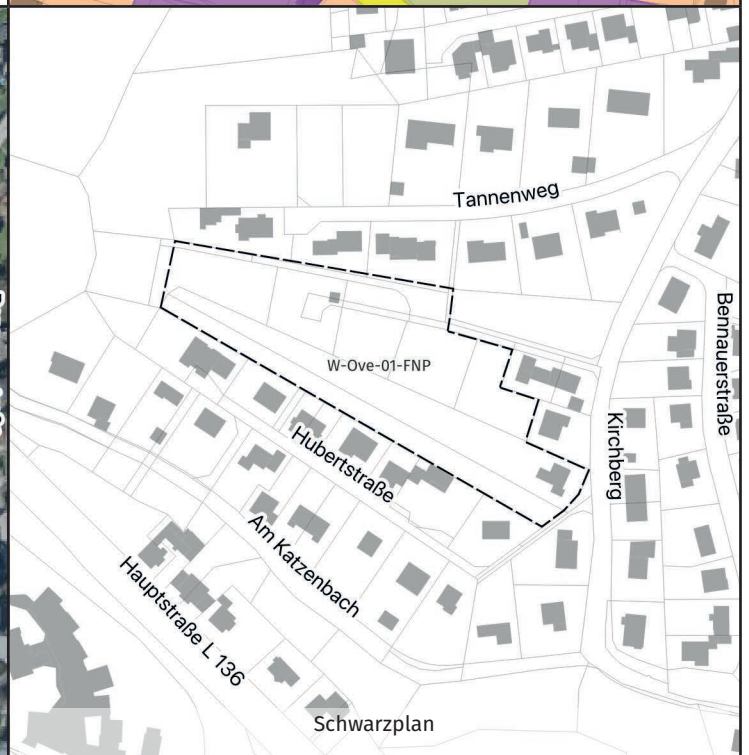 Tannenweg
Bennauerstraße
W-Ove-01-FNP
Kirchberg
Hubertstraße
Am Katzenbach
Hauptstraße L 136
Schwarzplan